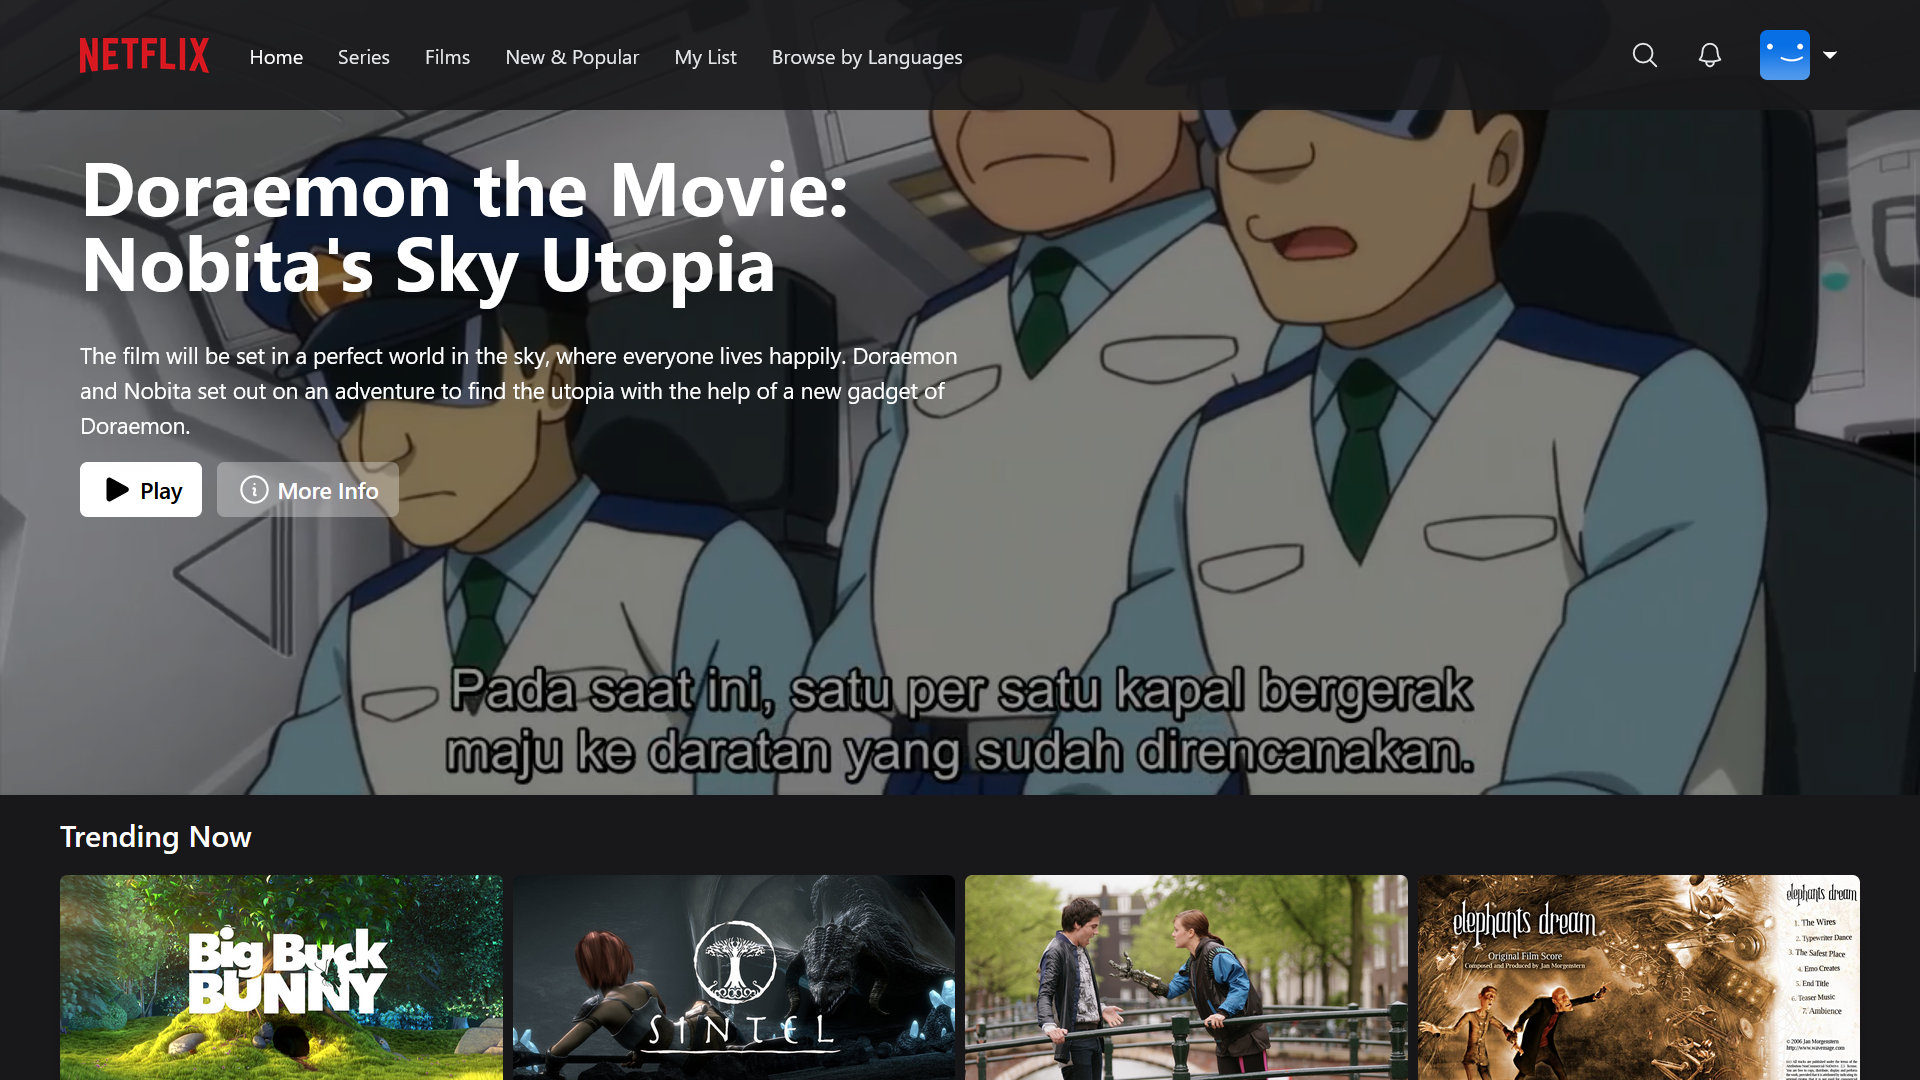 NETFLIX
Home
Series
Films
New & Popular
My List
Browse by Languages
Doraemon the Movie:
Nobita's Sky Utopia
The film will be set in a perfect world in the sky, where everyone lives happily. Doraemon
and Nobita set out on an adventure to find the utopia with the help of a new gadget of
Doraemon.
Play
More Info
Pada saat ini, satu per satu kapal bergerak
maju ke daratan yang sudah direncanakan.
Trending Now
Big Buck
BUNNY
SINTEL
elephants dream
Original Film Score
Composed and Produced by Jan Morgenstern
elephants dream
1. The Wires
2. Typewriter Dance
3. The Safest Place
4. Emo Creates
5. End Title
6. Teaser Music
7. Ambience
© 2006 Jan Morgenstern
http://www.wavemage.com